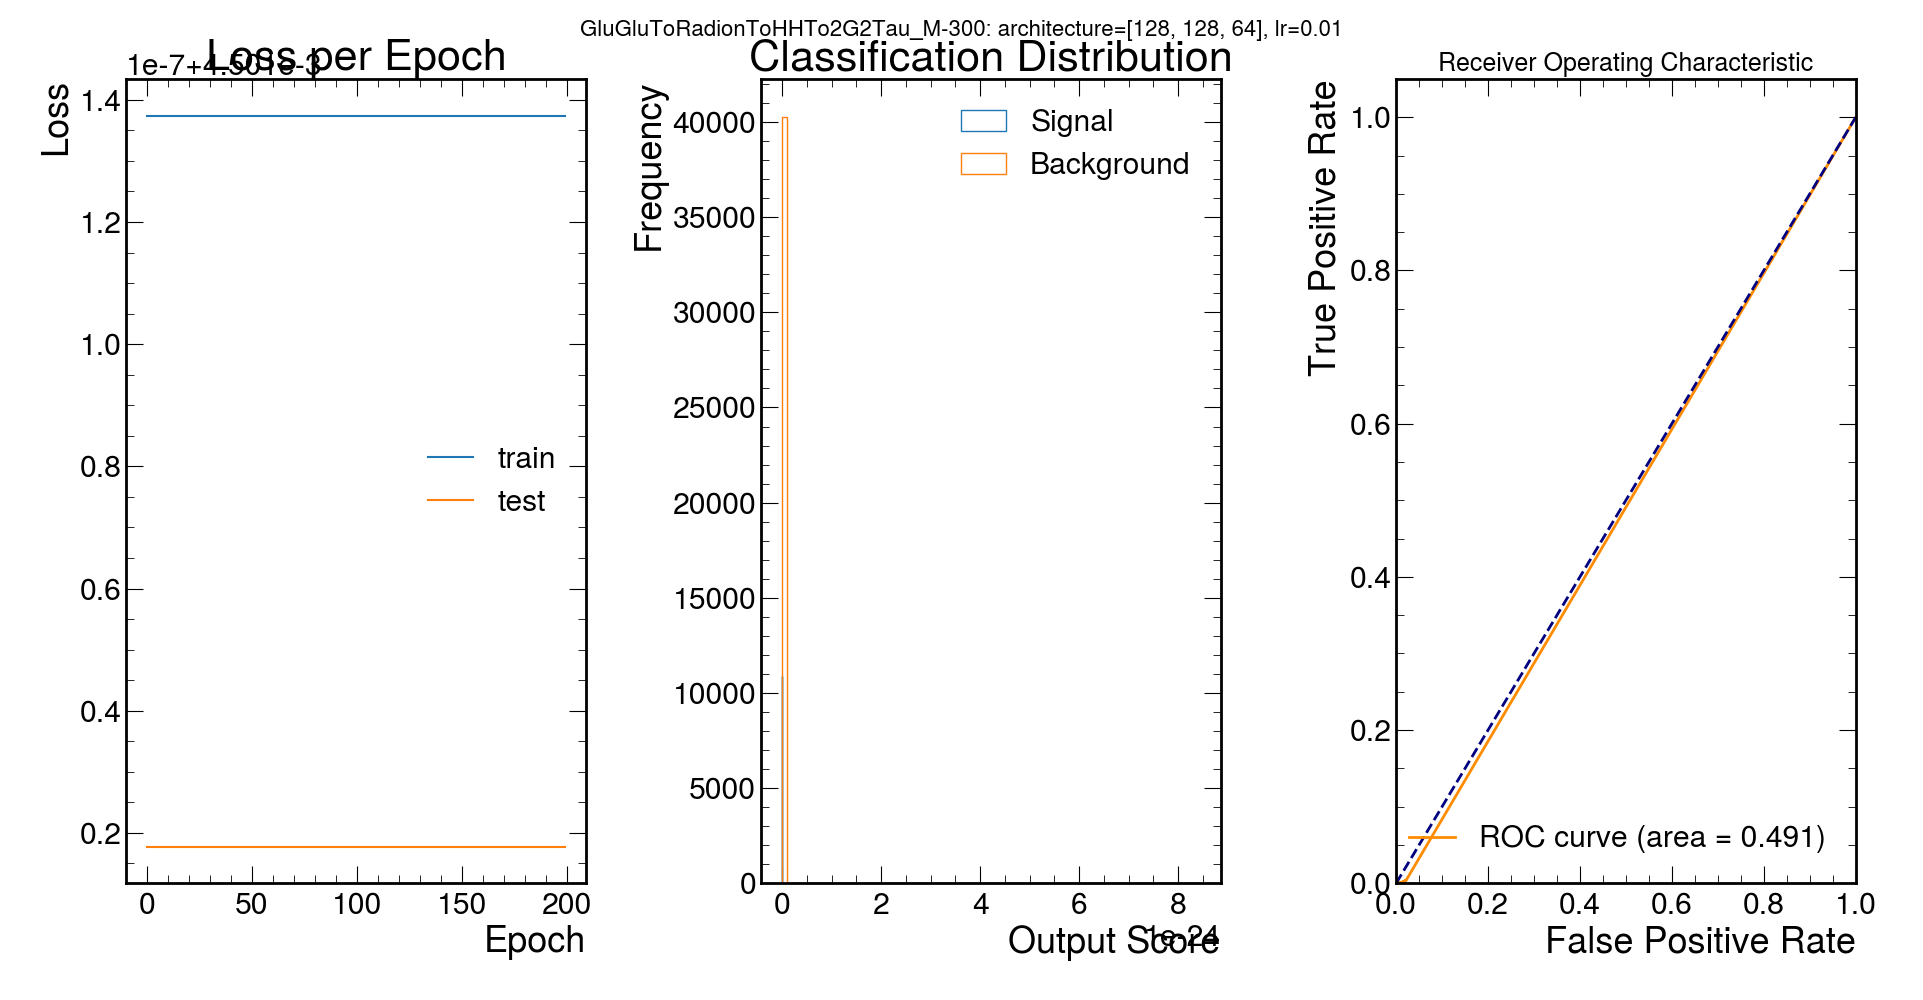 GluGluToRadionToHHTo2G2Tau_M-300: architecture=[128, 128, 64], lr=0.01
Loss per Epoch
1e-7+4.501e-3
Loss
1.4
1.2
1.0
0.8
0.6
0.4
0.2
train
test
0 50 100 150 200
Epoch
Classification Distribution
Frequency
40000
35000
30000
25000
20000
15000
10000
5000
0
Signal
Background
0 2 4 6 8
1e-24
Output Score
Receiver Operating Characteristic
True Positive Rate
1.0
0.8
0.6
0.4
0.2
0.0
ROC curve (area = 0.491)
0.0 0.2 0.4 0.6 0.8 1.0
False Positive Rate